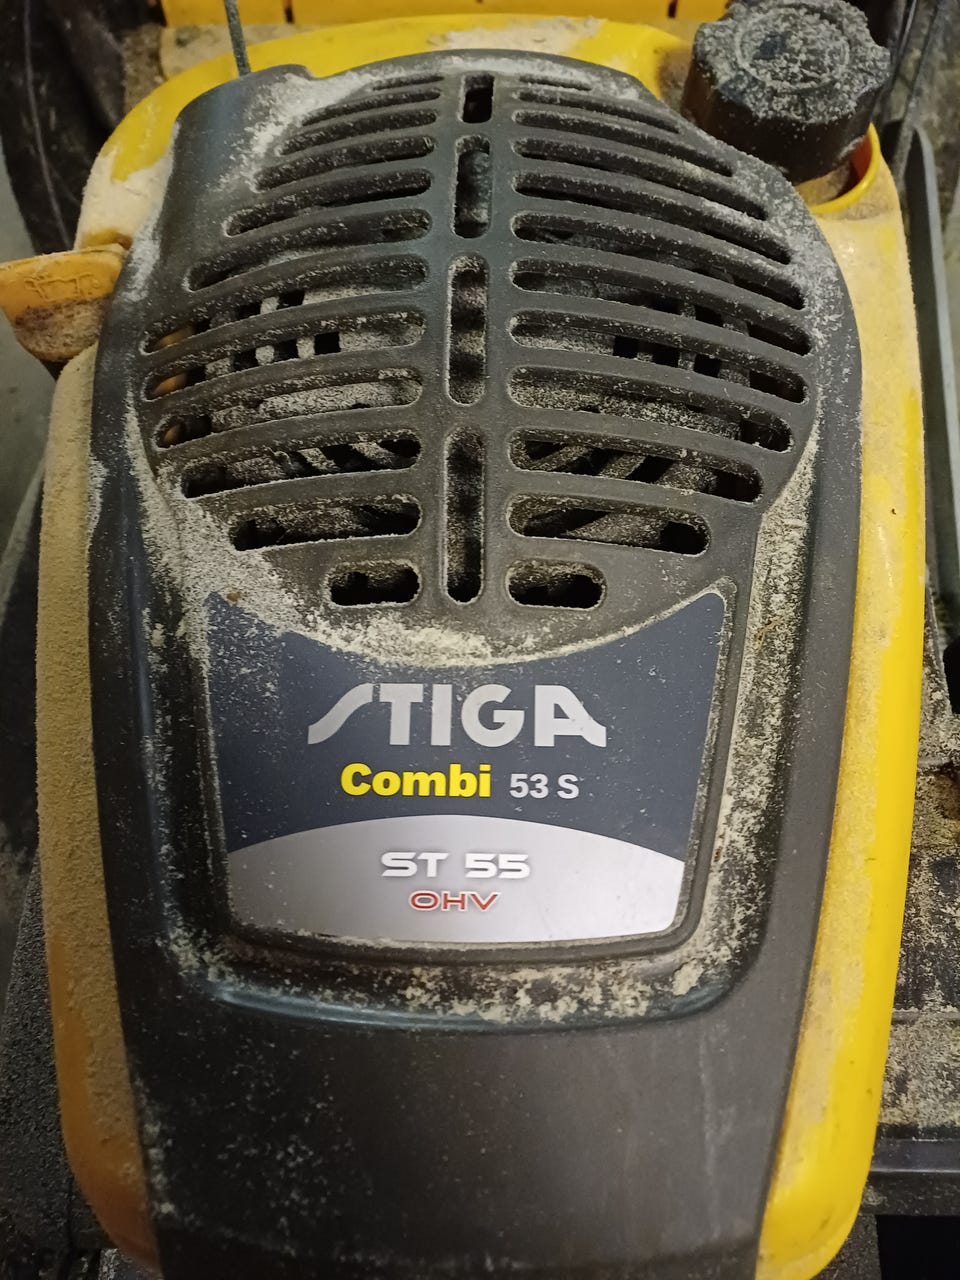 STIGA
Combi 53 S
ST 55
OHV